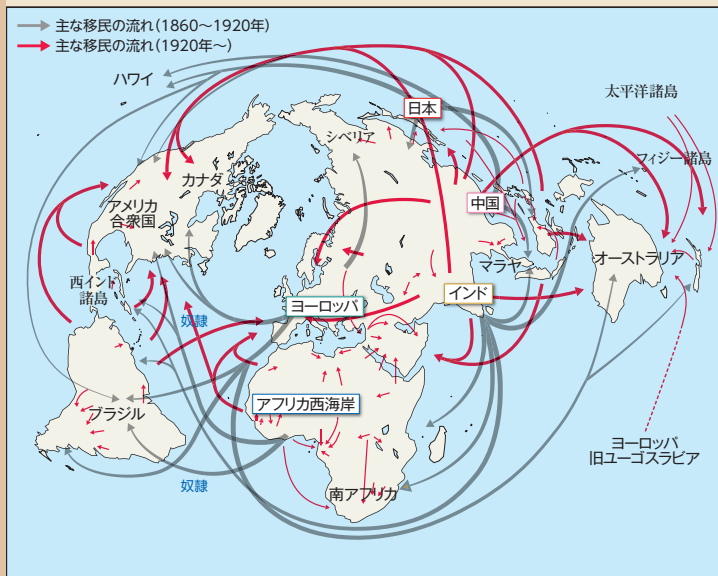 主な移民の流れ(1860〜1920年)
主な移民の流れ(1920年〜)
ハワイ
日本
太平洋諸島
シベリア
フィジー諸島
カナダ
アメリカ
合衆国
中国
オーストラリア
マラヤ
西インド
諸島
インド
ヨーロッパ
奴隷
アフリカ西海岸
ブラジル
ヨーロッパ
旧ユーゴスラビア
奴隷
南アフリカ